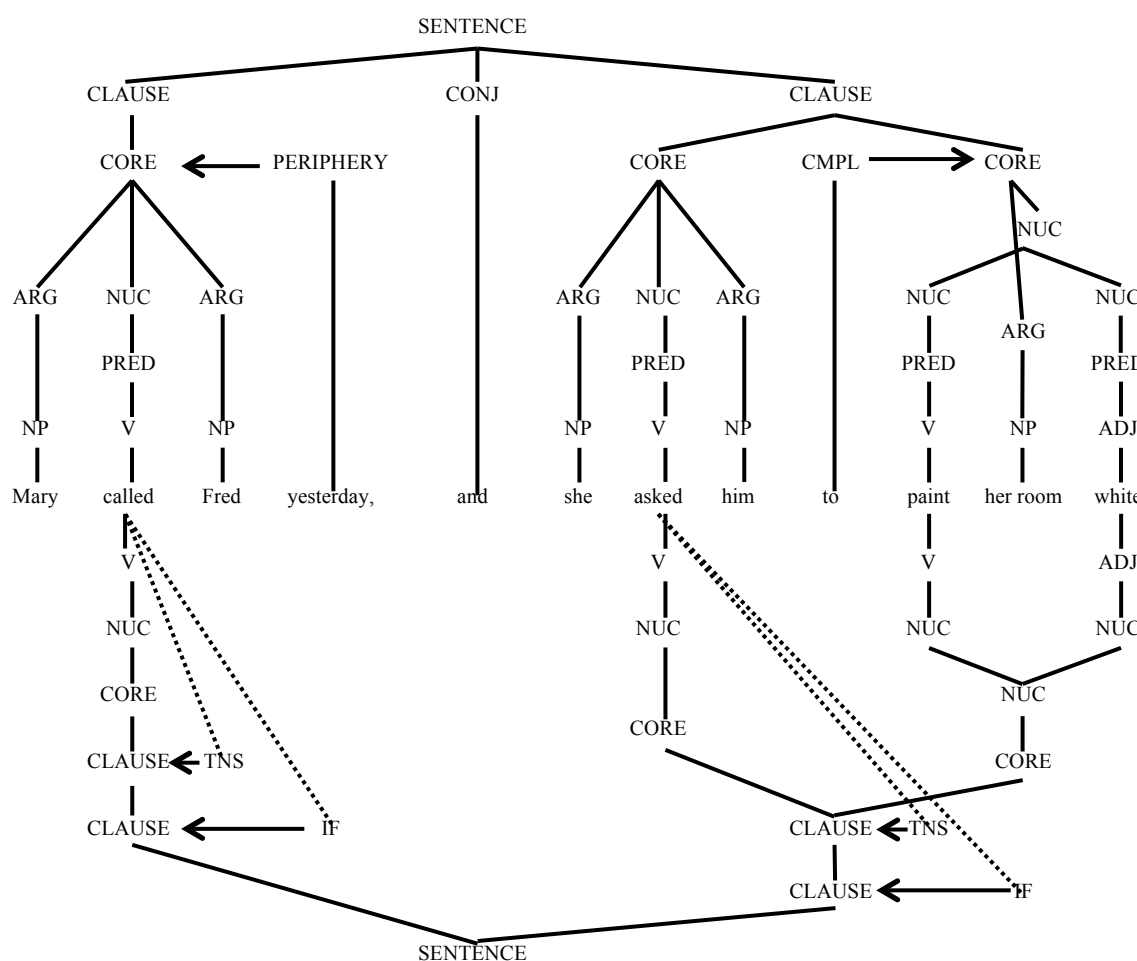 SENTENCE
CLAUSE CONJ CLAUSE
CORE PERIPHERY CORE CMPL CORE
NUC
ARG NUC ARG ARG NUC ARG NUC NUC
ARG
PRED PRED PRED PRED
NP V NP NP V NP V NP ADJ
Mary called Fred yesterday, and she asked him to paint her room white
V V V ADJ
NUC NUC NUC NUC
CORE NUC
CORE
CLAUSE TNS CORE
CLAUSE IF CLAUSE TNS
CLAUSE IF
SENTENCE